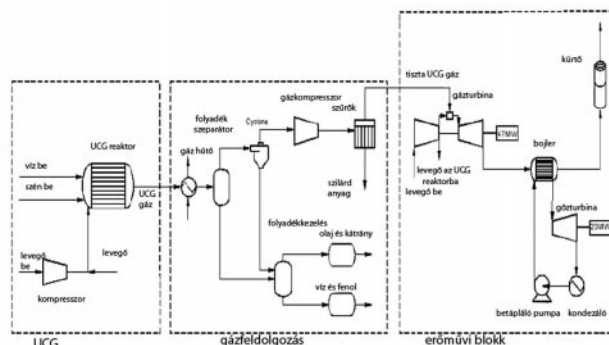 UCG reaktor
víz be
szén be
UCG
gáz
levegő
be
levegő
kompresszor
UCG
folyadék
szeparátor
gáz hűtő
Cyclone
gázkompresszor
szűrők
szilárd
anyag
folyadékkezelés
olaj és kátrány
víz és fenol
gázfeldolgozás
tiszta UCG gáz
gázturbina
47MW
levegő az UCG
reaktorba
levegő be
kürtő
bojler
gőzturbina
23MW
betápláló pumpa
kondezáló
erőművi blokk